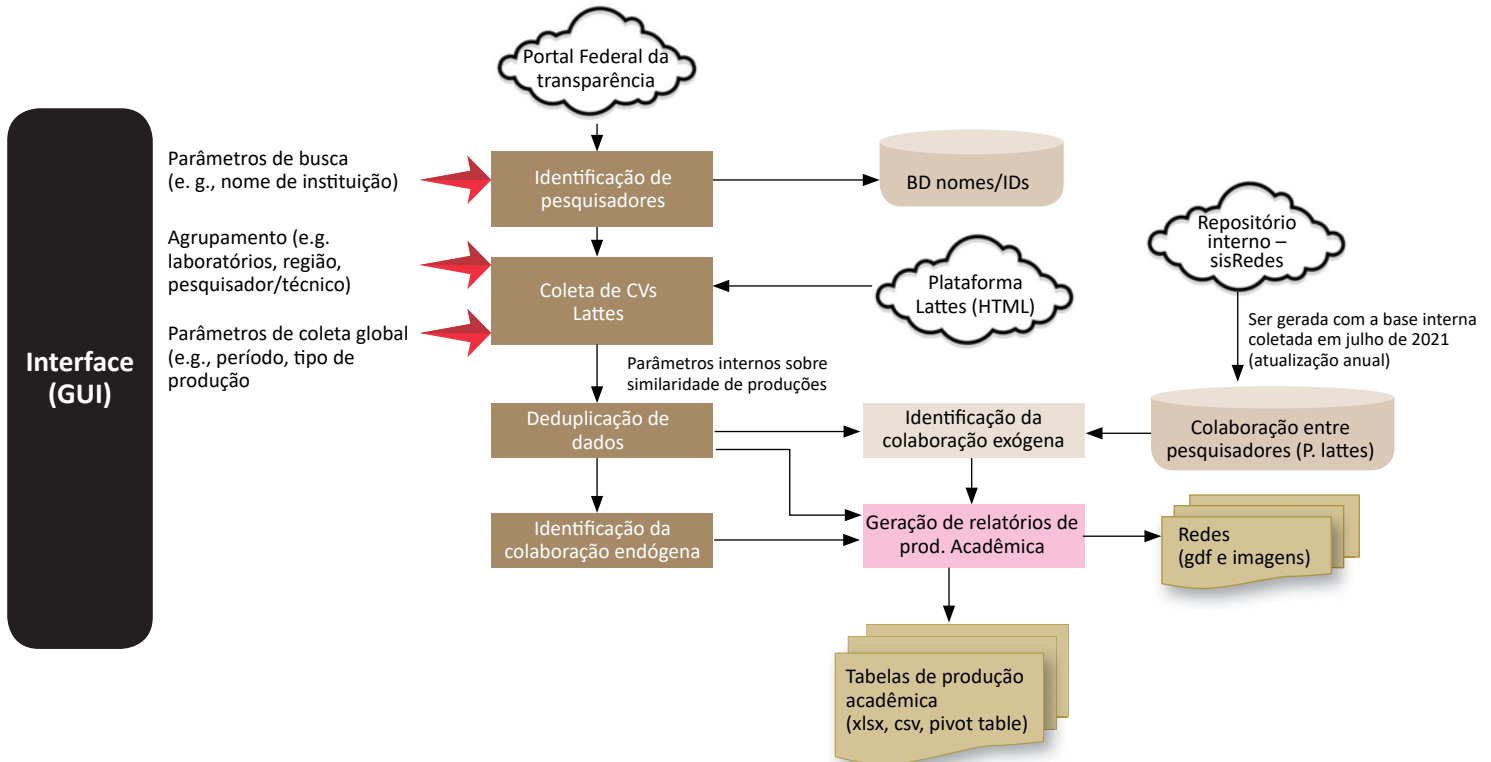 Portal Federal da
transparência
Interface
(GUI)
Parâmetros de busca
(e. g., nome de instituição)
Identificação de
pesquisadores
BD nomes/IDs
Agrupamento (e.g.
laboratórios, região,
pesquisador/técnico)
Coleta de CVs
Lattes
Plataforma
Lattes (HTML)
Repositório
interno –
sisRedes
Parâmetros de coleta global
(e.g., período, tipo de
produção
Ser gerada com a base interna
coletada em julho de 2021
(atualização anual)
Parâmetros internos sobre
similaridade de produções
Deduplicação de
dados
Identificação da
colaboração exógena
Colaboração entre
pesquisadores (P. lattes)
Identificação da
colaboração endógena
Geração de relatórios de
prod. Acadêmica
Redes
(gdf e imagens)
Tabelas de produção
acadêmica
(xlsx, csv, pivot table)